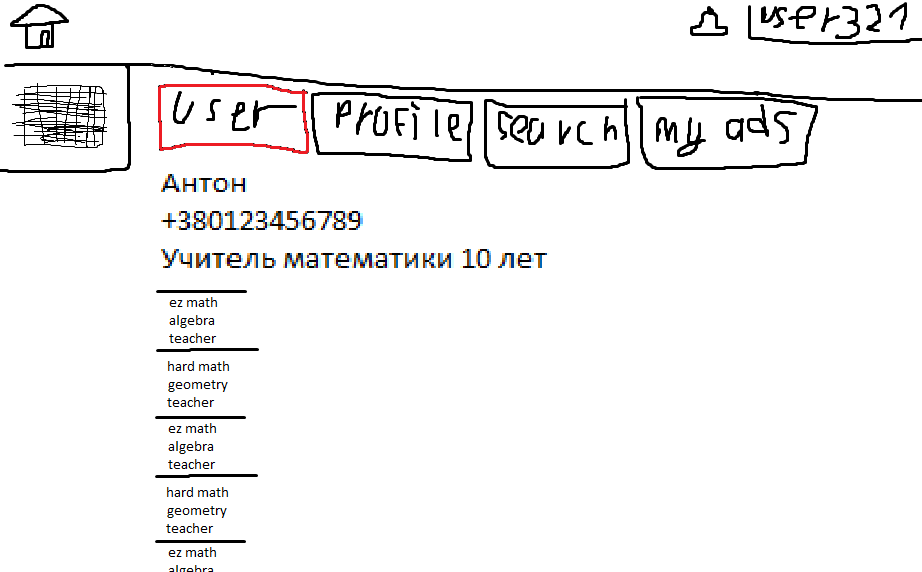 user321
user profile search my ads
Антон
+380123456789
Учитель математики 10 лет
ez math
algebra
teacher
hard math
geometry
teacher
ez math
algebra
teacher
hard math
geometry
teacher
ez math
algebra